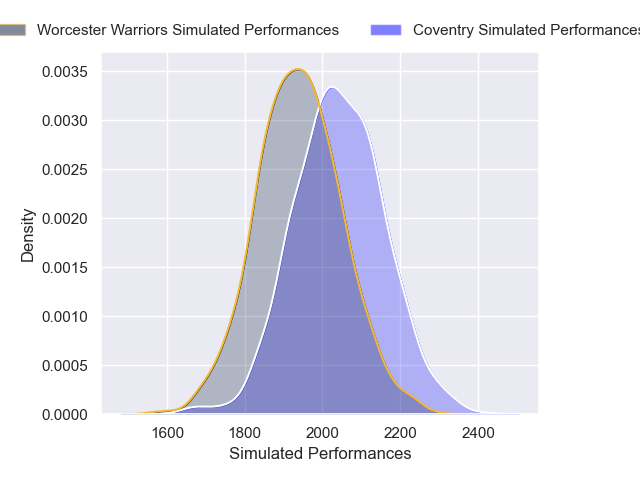 Worcester Warriors Simulated Performances
Coventry Simulated Performances
0.0035
0.0030
0.0025
0.0020
0.0015
0.0010
0.0005
0.0000
Density
1600 1800 2000 2200 2400
Simulated Performances